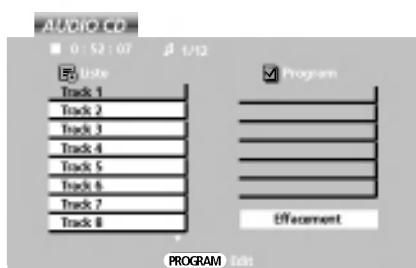 AUDIO CD
0 : 52 : 07 1/12
Liste Program
Track 1
Track 2
Track 3
Track 4
Track 5
Track 6
Track 7
Track 8
Effacement
PROGRAM Edit